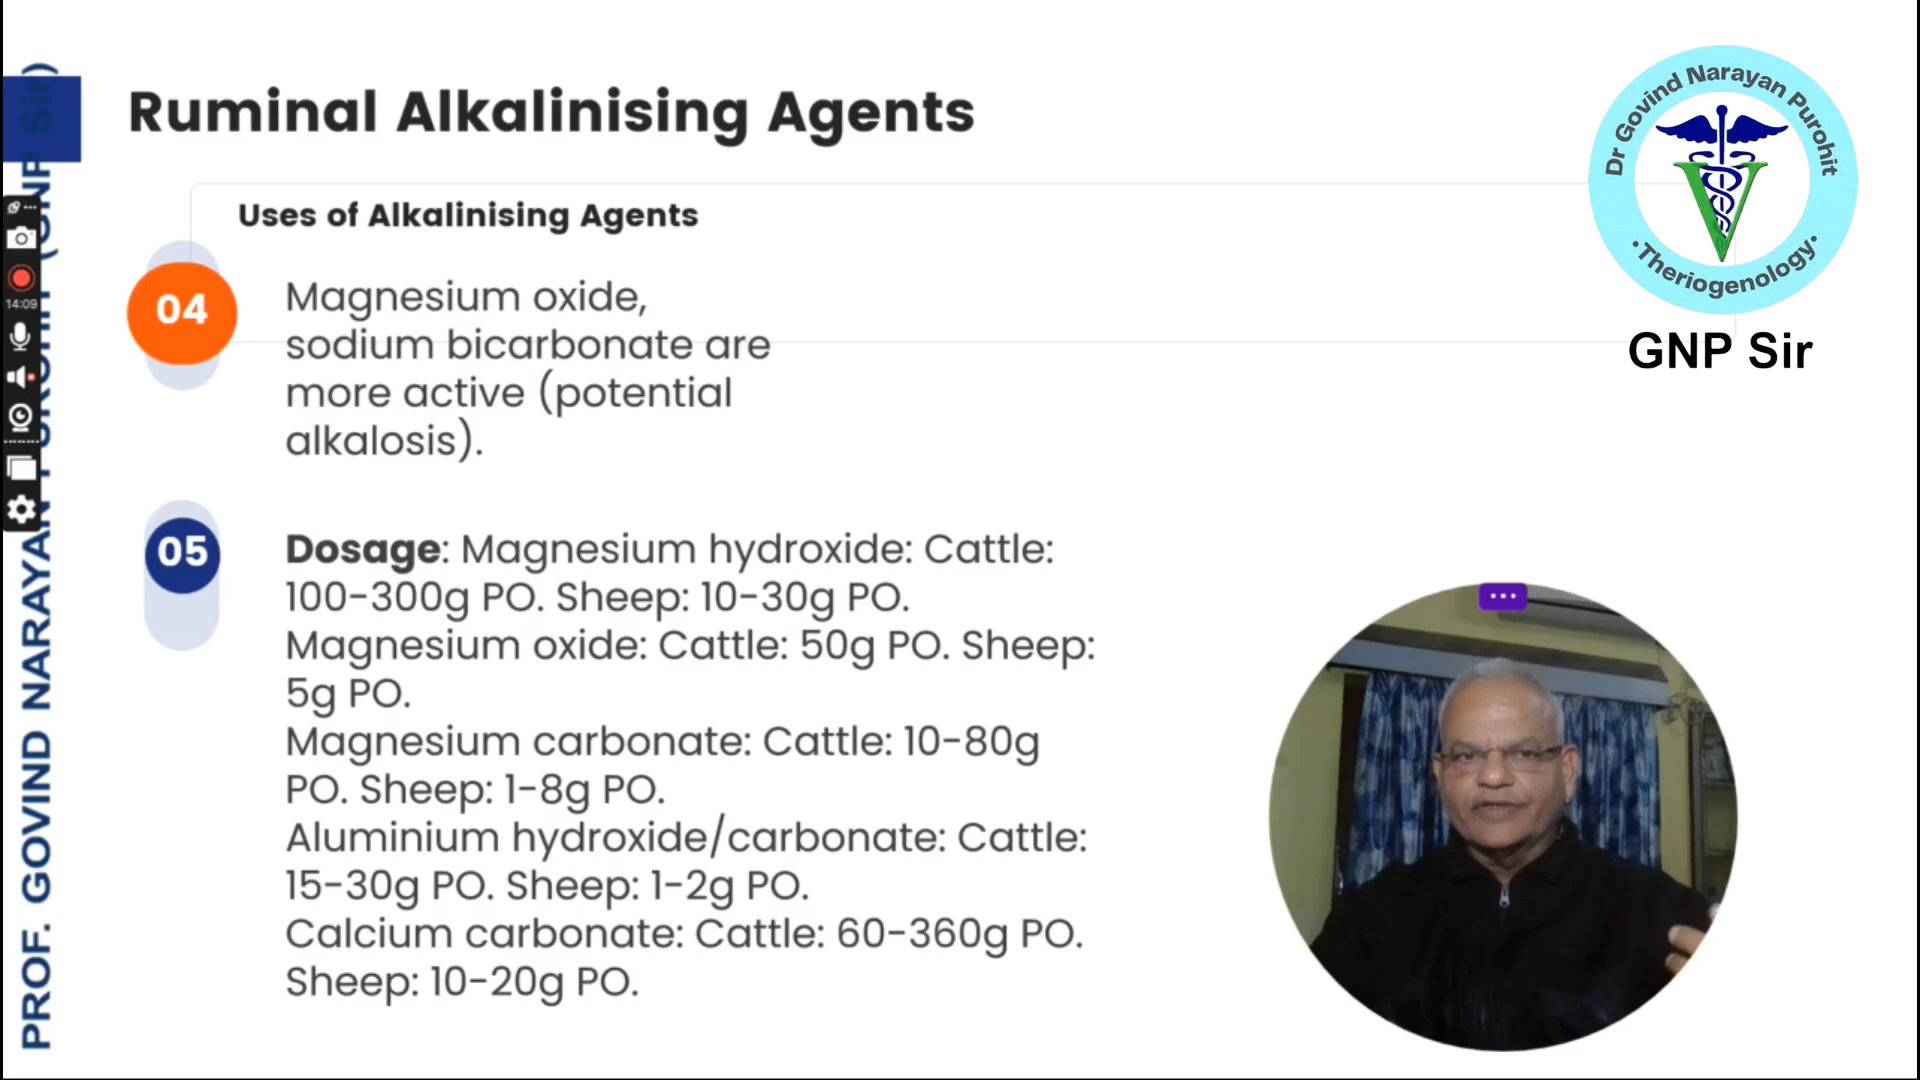 Ruminal Alkalinising Agents
Uses of Alkalinising Agents
04
Magnesium oxide,
sodium bicarbonate are
more active (potential
alkalosis).
05
Dosage: Magnesium hydroxide: Cattle:
100-300g PO. Sheep: 10-30g PO.
Magnesium oxide: Cattle: 50g PO. Sheep:
5g PO.
Magnesium carbonate: Cattle: 10-80g
PO. Sheep: 1-8g PO.
Aluminium hydroxide/carbonate: Cattle:
15-30g PO. Sheep: 1-2g PO.
Calcium carbonate: Cattle: 60-360g PO.
Sheep: 10-20g PO.
Dr Govind Narayan Purohit
·Theriogenology·
GNP Sir
PROF. GOVIND NARAYAN PUROHIT (GNP Sir)
14:09